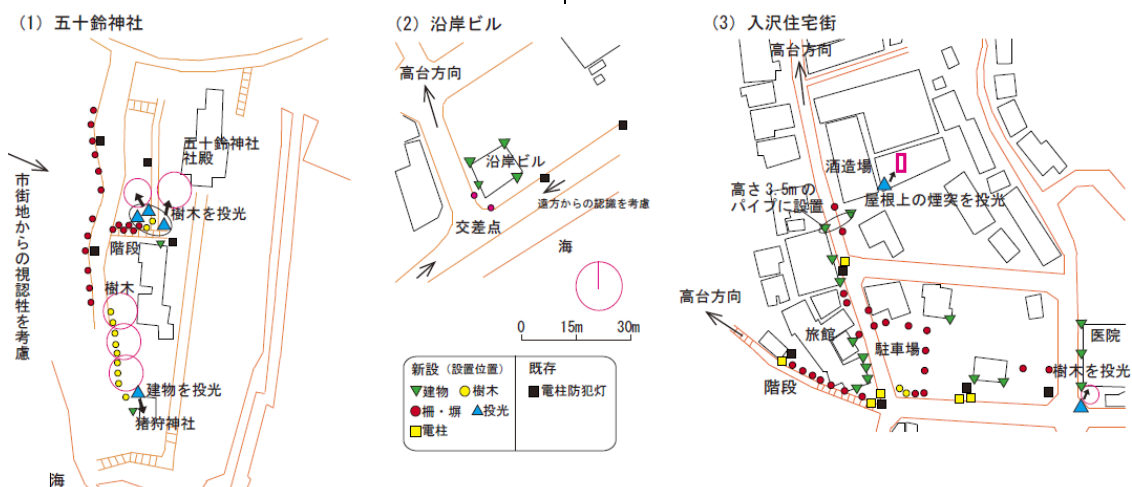 (1) 五十鈴神社
五十鈴神社
社殿
市街地からの視認牲を考慮
樹木を投光
階段
樹木
建物を投光
猪狩神社
海
(2) 沿岸ビル
高台方向
沿岸ビル
遠方からの認識を考慮
交差点
海
0 15m 30m
新設 (設置位置) 既存
建物 樹木 電柱防犯灯
柵・塀 投光
電柱
(3) 入沢住宅街
高台方向
酒造場
高さ3.5mの
パイプに設置
屋根上の煙突を投光
高台方向
旅館
駐車場
医院
樹木を投光
階段